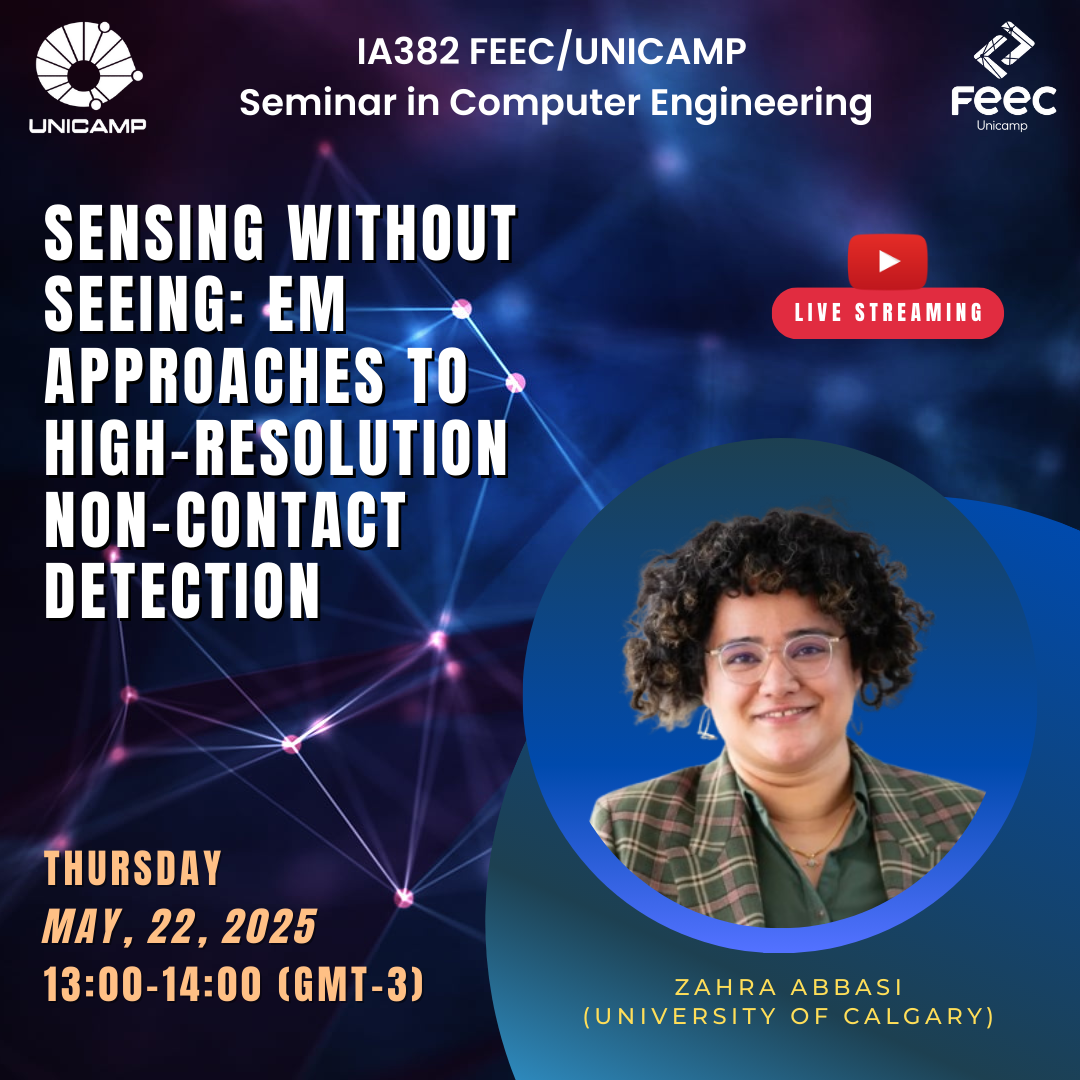 UNICAMP
IA382 FEEC/UNICAMP
Seminar in Computer Engineering
Feec
Unicamp
SENSING WITHOUT
SEEING: EM
APPROACHES TO
HIGH-RESOLUTION
NON-CONTACT
DETECTION
LIVE STREAMING
THURSDAY
MAY, 22, 2025
13:00-14:00 (GMT-3)
ZAHRA ABBASI
(UNIVERSITY OF CALGARY)